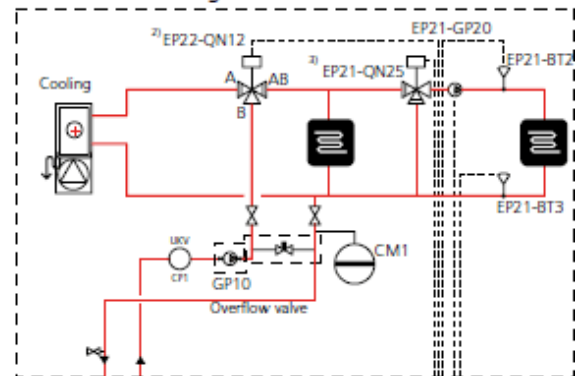 2) EP22-QN12
EP21-GP20
3) EP21-QN25
EP21-BT2
Cooling
A
AB
B
EP21-BT3
UKV
CP1
GP10
CM1
Overflow valve